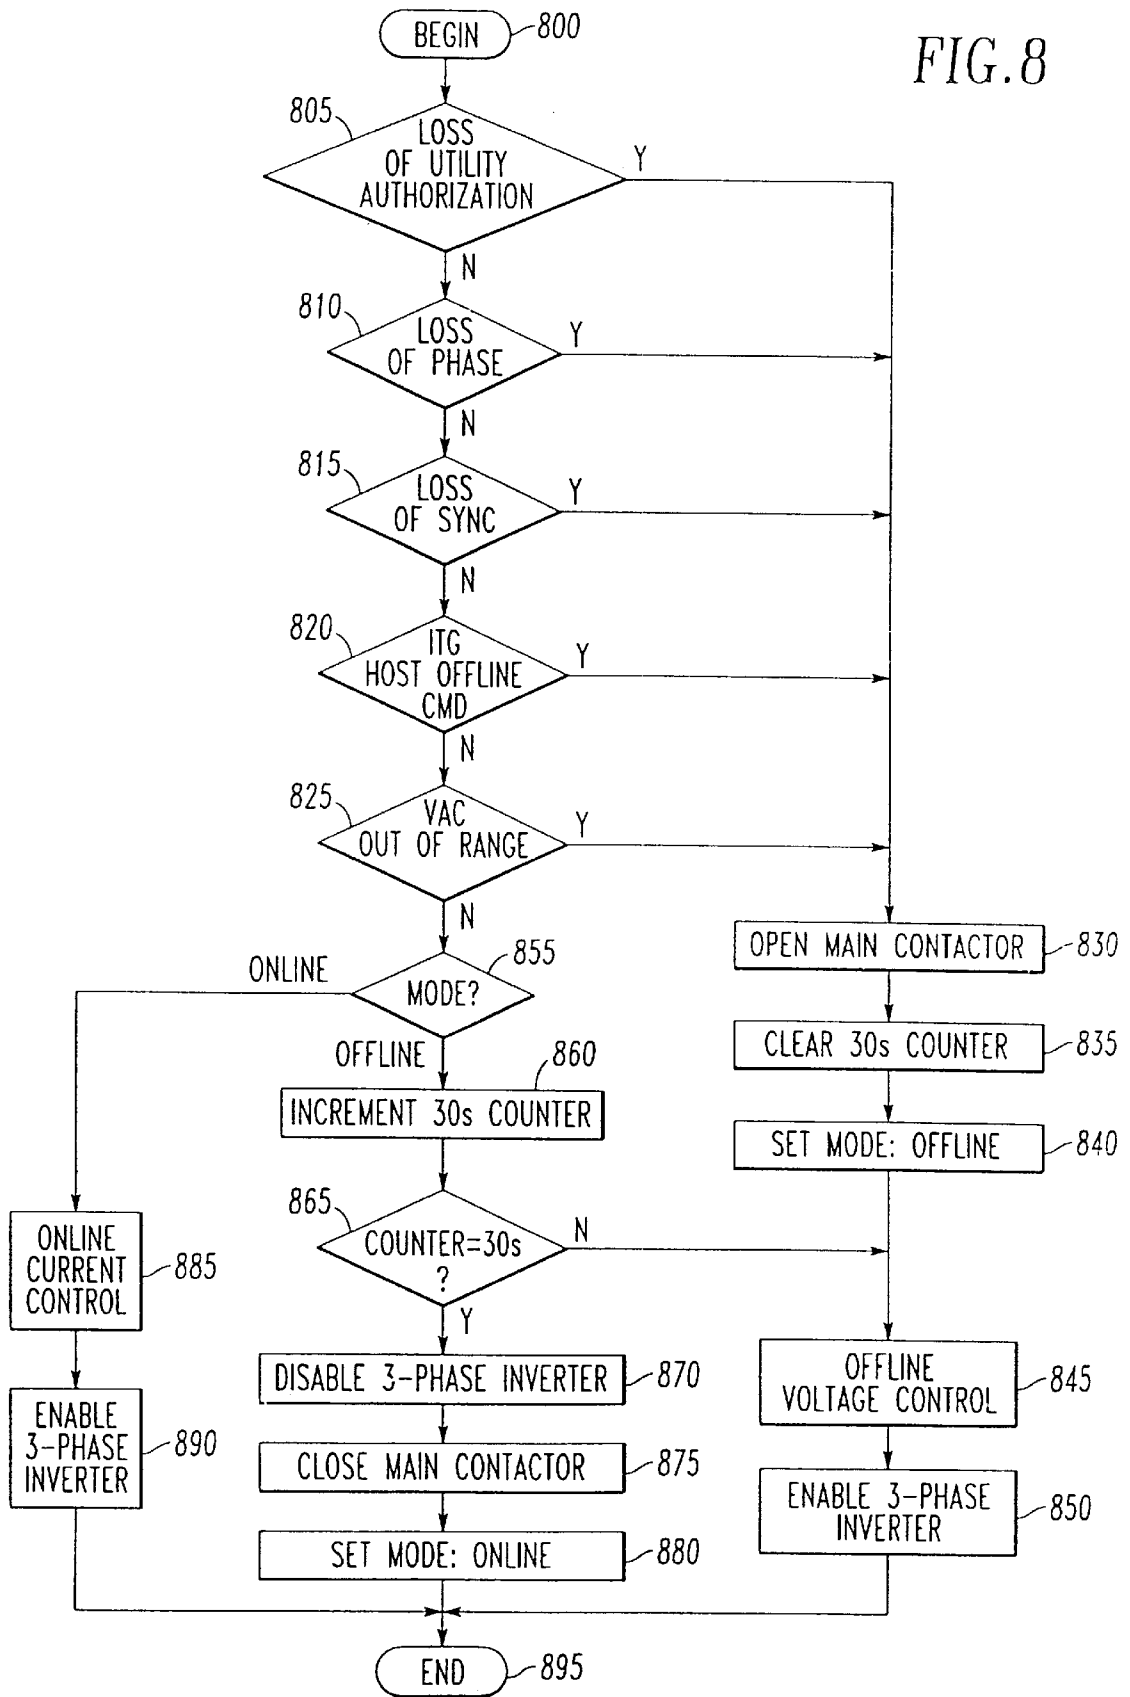 BEGIN
800
FIG.8
805
LOSS
OF UTILITY
AUTHORIZATION
Y
N
810
LOSS
OF PHASE
Y
N
815
LOSS
OF SYNC
Y
N
820
ITG
HOST OFFLINE
CMD
Y
N
825
VAC
OUT OF RANGE
Y
N
OPEN MAIN CONTACTOR
830
ONLINE
855
MODE?
CLEAR 30s COUNTER
835
OFFLINE
860
INCREMENT 30s COUNTER
SET MODE: OFFLINE
840
865
COUNTER=30s
?
N
Y
ONLINE
CURRENT
CONTROL
885
DISABLE 3-PHASE INVERTER
870
OFFLINE
VOLTAGE CONTROL
845
ENABLE
3-PHASE
INVERTER
890
CLOSE MAIN CONTACTOR
875
ENABLE 3-PHASE
INVERTER
850
SET MODE: ONLINE
880
END
895